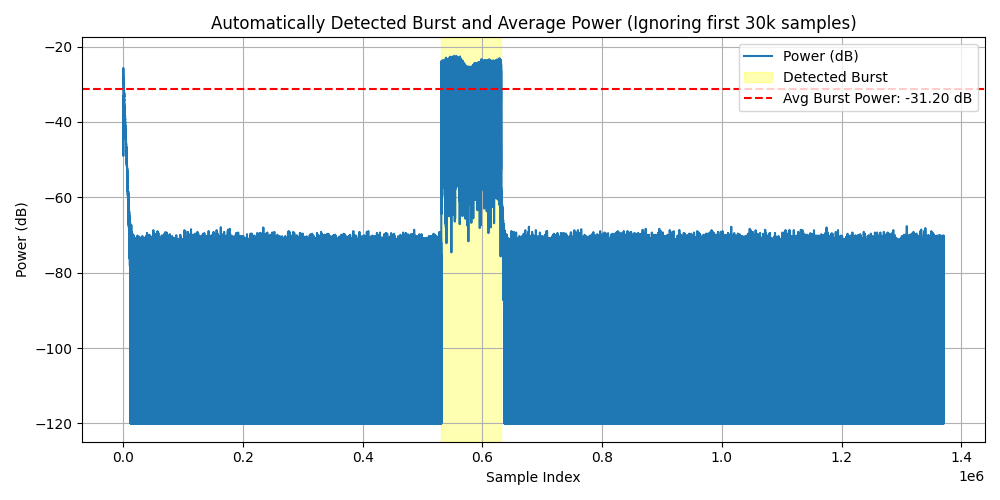 Automatically Detected Burst and Average Power (Ignoring first 30k samples)
Power (dB)
Detected Burst
Avg Burst Power: -31.20 dB
Power (dB)
−20
−40
−60
−80
−100
−120
0.0 0.2 0.4 0.6 0.8 1.0 1.2 1.4
1e6
Sample Index